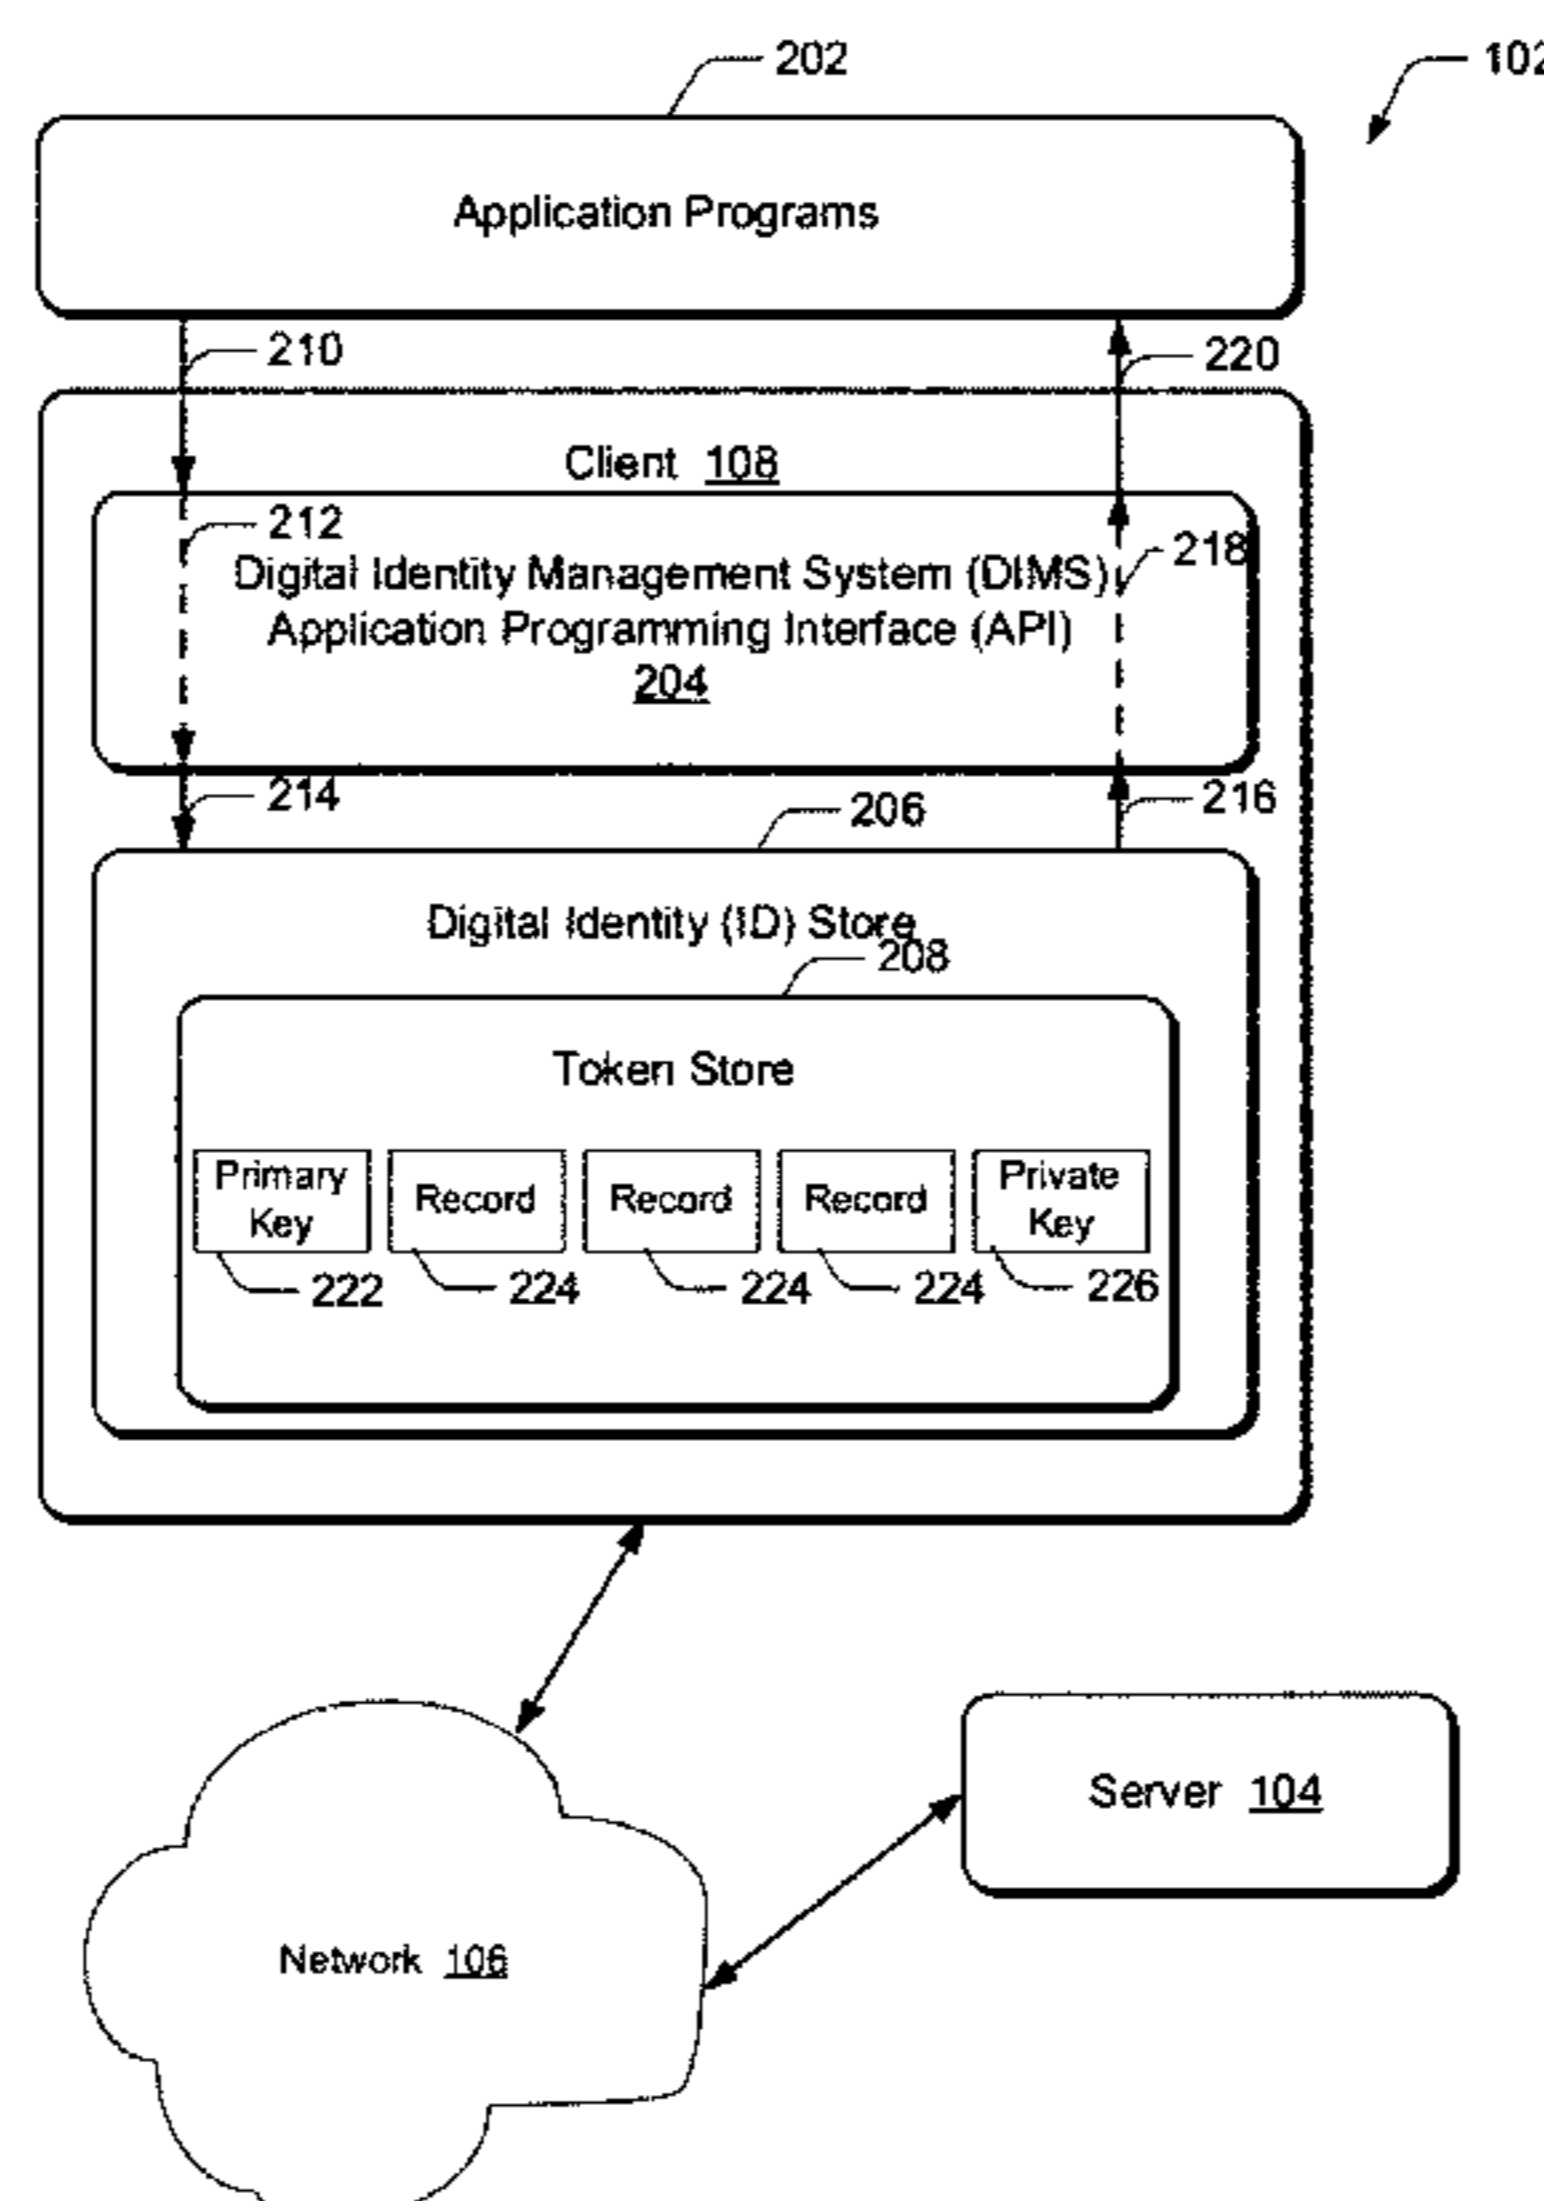 202
102
Application Programs
210
220
Client 108
212
218
Digital Identity Management System (DIMS)
Application Programming Interface (API)
204
214
216
206
Digital Identity (ID) Store
208
Token Store
Primary
Key
Record
Record
Record
Private
Key
222
224
224
224
226
Server 104
Network 106